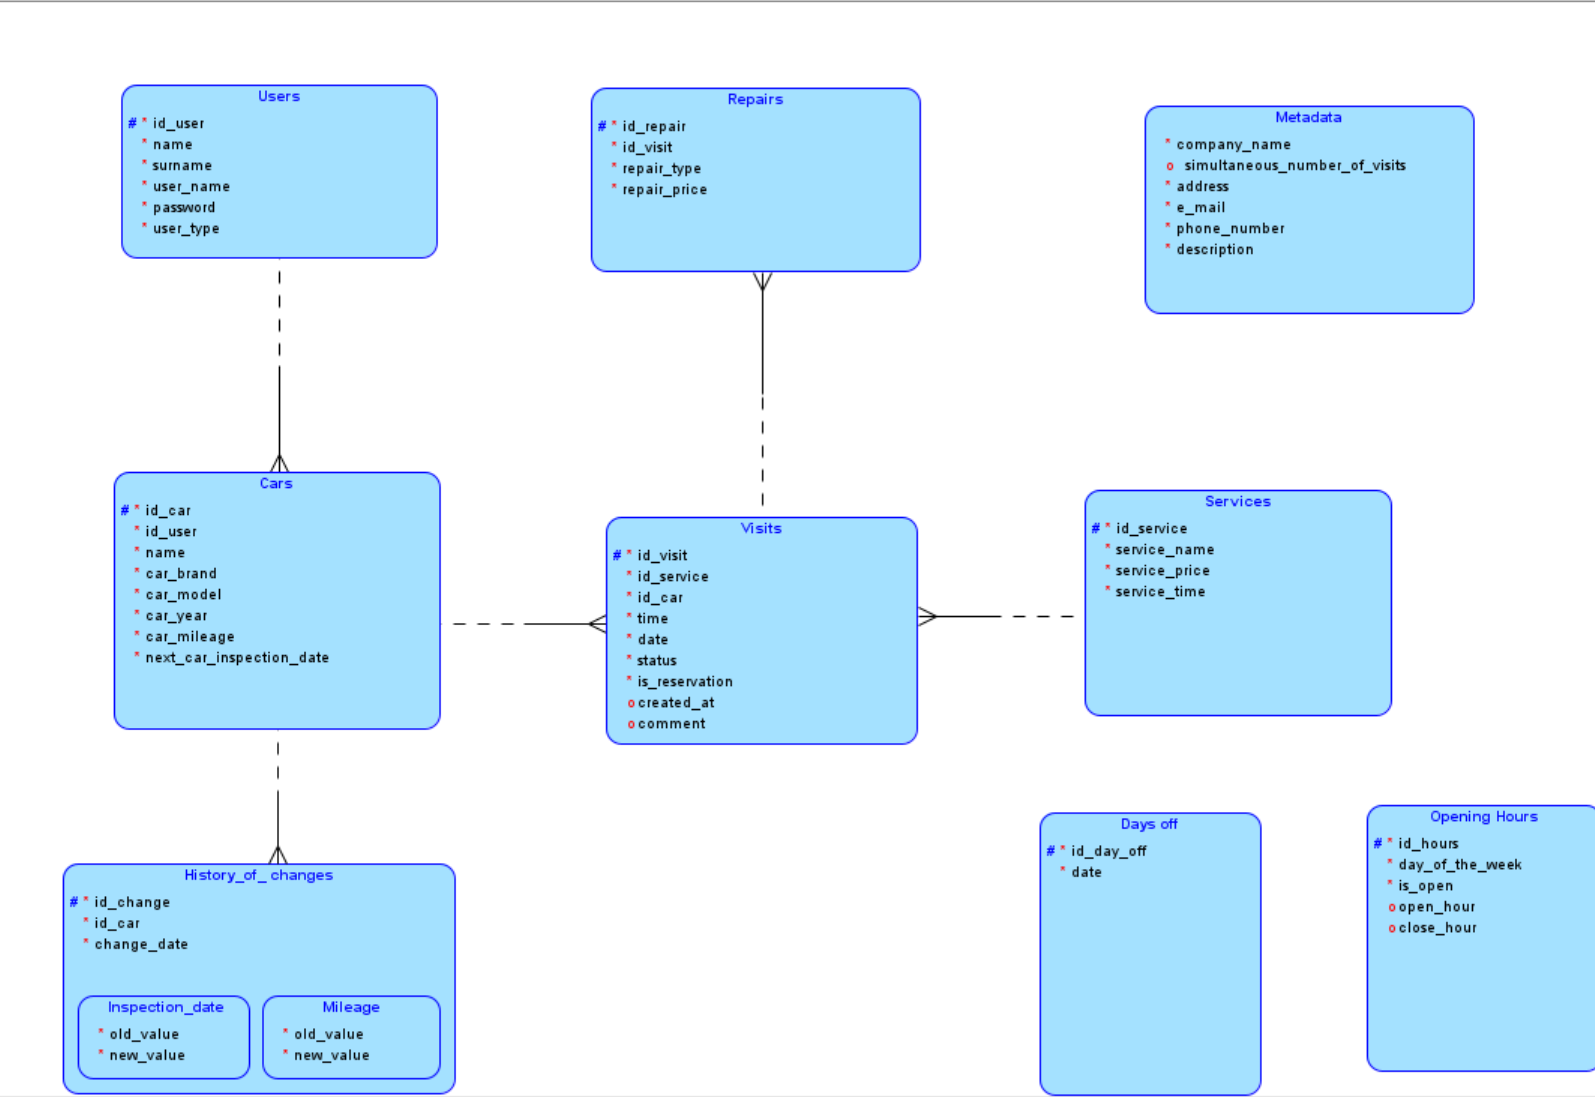 Users
# * id_user
* name
* surname
* user_name
* password
* user_type
Repairs
# * id_repair
* id_visit
* repair_type
* repair_price
Metadata
* company_name
o simultaneous_number_of_visits
* address
* e_mail
* phone_number
* description
Cars
# * id_car
* id_user
* name
* car_brand
* car_model
* car_year
* car_mileage
* next_car_inspection_date
Visits
# * id_visit
* id_service
* id_car
* time
* date
* status
* is_reservation
o created_at
o comment
Services
# * id_service
* service_name
* service_price
* service_time
History_of_ changes
# * id_change
* id_car
* change_date
Inspection_date
* old_value
* new_value
Mileage
* old_value
* new_value
Days off
# * id_day_off
* date
Opening Hours
# * id_hours
* day_of_the_week
* is_open
o open_hour
o close_hour